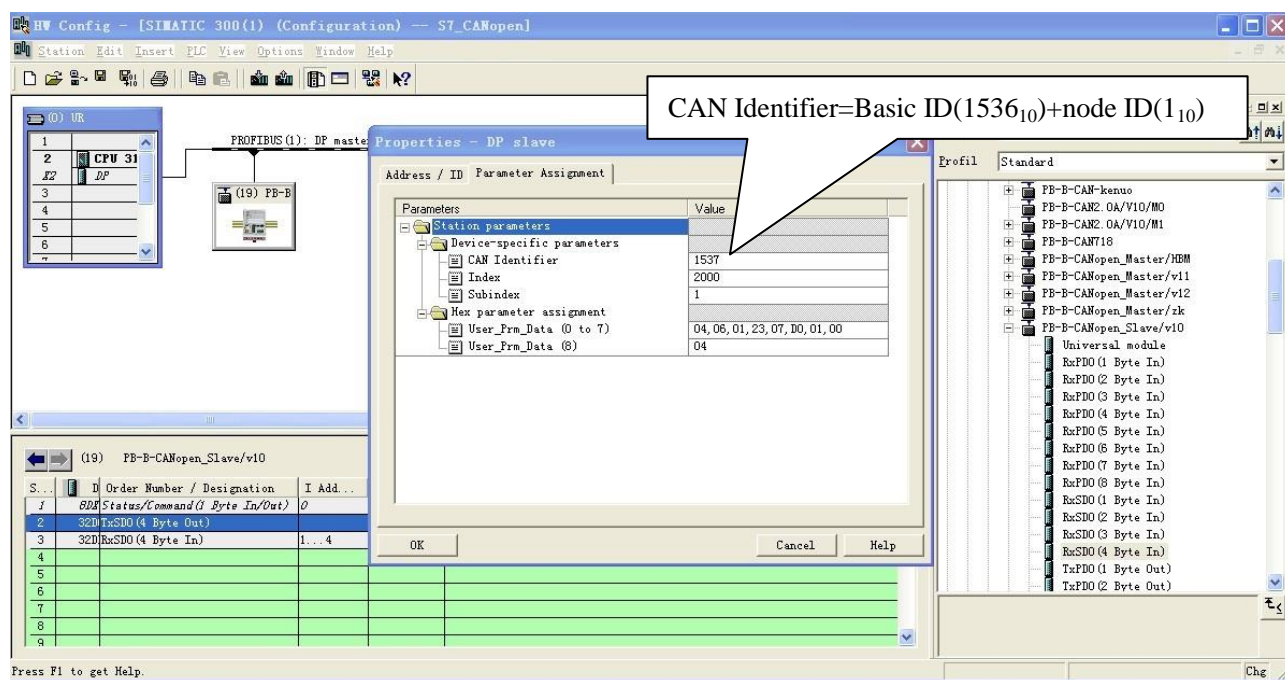 HW Config - [SIMATIC 300(1) (Configuration) -- S7_CANopen]
Station Edit Insert PLC View Options Window Help
CAN Identifier=Basic ID(1536₁₀)+node ID(1₁₀)
(0) UR
1
2 CPU 31
X2 DP
3
4
5
6
PROFIBUS(1): DP maste
(19) PB-B
Properties - DP slave
Address / ID Parameter Assignment
Parameters Value
Station parameters
Device-specific parameters
CAN Identifier 1537
Index 2000
Subindex 1
Hex parameter assignment
User_Prm_Data (0 to 7) 04,06,01,23,07,D0,01,00
User_Prm_Data (8) 04
OK Cancel Help
Profil Standard
PB-B-CAN-kenuo
PB-B-CAN2.0A/V10/M0
PB-B-CAN2.0A/V10/M1
PB-B-CAN718
PB-B-CANopen_Master/HBM
PB-B-CANopen_Master/v11
PB-B-CANopen_Master/v12
PB-B-CANopen_Master/zk
PB-B-CANopen_Slave/v10
Universal module
RxPDO(1 Byte In)
RxPDO(2 Byte In)
RxPDO(3 Byte In)
RxPDO(4 Byte In)
RxPDO(5 Byte In)
RxPDO(6 Byte In)
RxPDO(7 Byte In)
RxPDO(8 Byte In)
RxSDO(1 Byte In)
RxSDO(2 Byte In)
RxSDO(3 Byte In)
RxSDO(4 Byte In)
TxPDO(1 Byte Out)
TxPDO(2 Byte Out)
(19) PB-B-CANopen_Slave/v10
S... D Order Number / Designation I Add...
1 Status/Command(1 Byte In/Out) 0
2 32D TxSDO(4 Byte Out)
3 32D RxSDO(4 Byte In) 1...4
4
5
6
7
8
9
Press F1 to get Help.
Chg